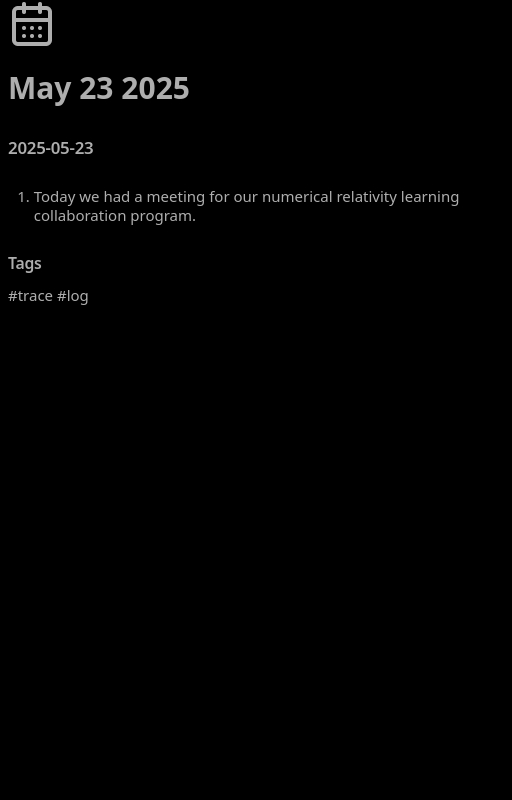 May 23 2025
2025-05-23
1. Today we had a meeting for our numerical relativity learning
collaboration program.
Tags
#trace #log